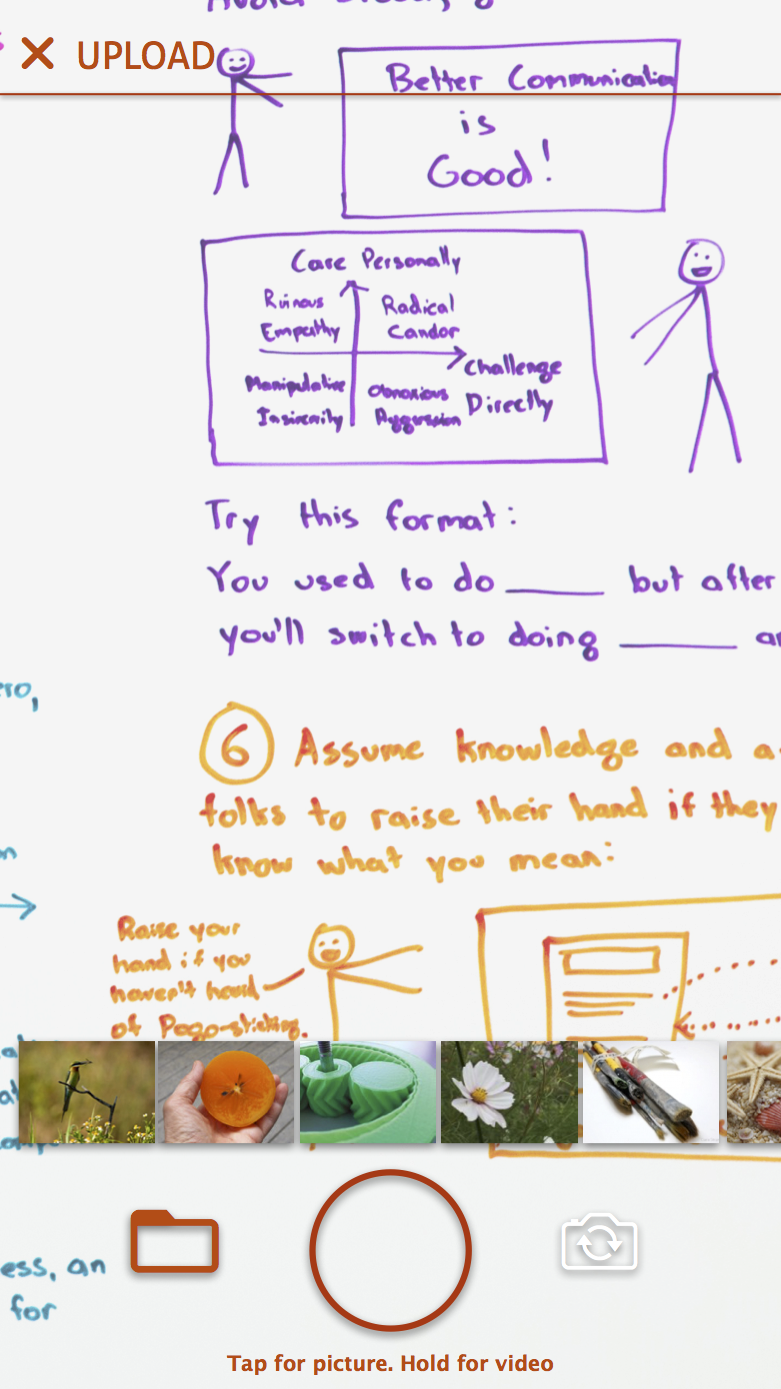 UPLOAD
Better Communication
is
Good!
Care Personally
Ruinous
Empathy
Radical
Candor
Challenge
Directly
Manipulative
Insincerity
Obnoxious
Aggression
Try this format:
You used to do ____ but after
you'll switch to doing ____
6 Assume knowledge and
folks to raise their hand if they
know what you mean:
Raise your
hand if you
haven't heard
of Pogo-sticking.
ess, an
for
Tap for picture. Hold for video